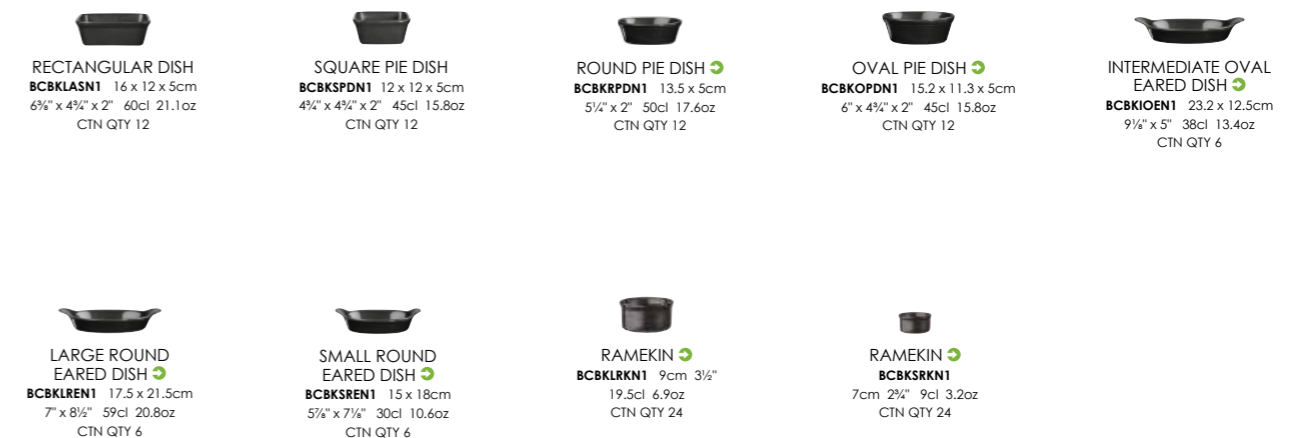 RECTANGULAR DISH
BCBKLASN1 16 x 12 x 5cm
6⅜" x 4¾" x 2" 60cl 21.1oz
CTN QTY 12
SQUARE PIE DISH
BCBKSPDN1 12 x 12 x 5cm
4¾" x 4¾" x 2" 45cl 15.8oz
CTN QTY 12
ROUND PIE DISH
BCBKRPDN1 13.5 x 5cm
5¼" x 2" 50cl 17.6oz
CTN QTY 12
OVAL PIE DISH
BCBKOPDN1 15.2 x 11.3 x 5cm
6" x 4¾" x 2" 45cl 15.8oz
CTN QTY 12
INTERMEDIATE OVAL
EARED DISH
BCBKIOEN1 23.2 x 12.5cm
9⅛" x 5" 38cl 13.4oz
CTN QTY 6
LARGE ROUND
EARED DISH
BCBKLREN1 17.5 x 21.5cm
7" x 8½" 59cl 20.8oz
CTN QTY 6
SMALL ROUND
EARED DISH
BCBKSREN1 15 x 18cm
5⅞" x 7⅛" 30cl 10.6oz
CTN QTY 6
RAMEKIN
BCBKLRKN1 9cm 3½"
19.5cl 6.9oz
CTN QTY 24
RAMEKIN
BCBKSRKN1
7cm 2¾" 9cl 3.2oz
CTN QTY 24